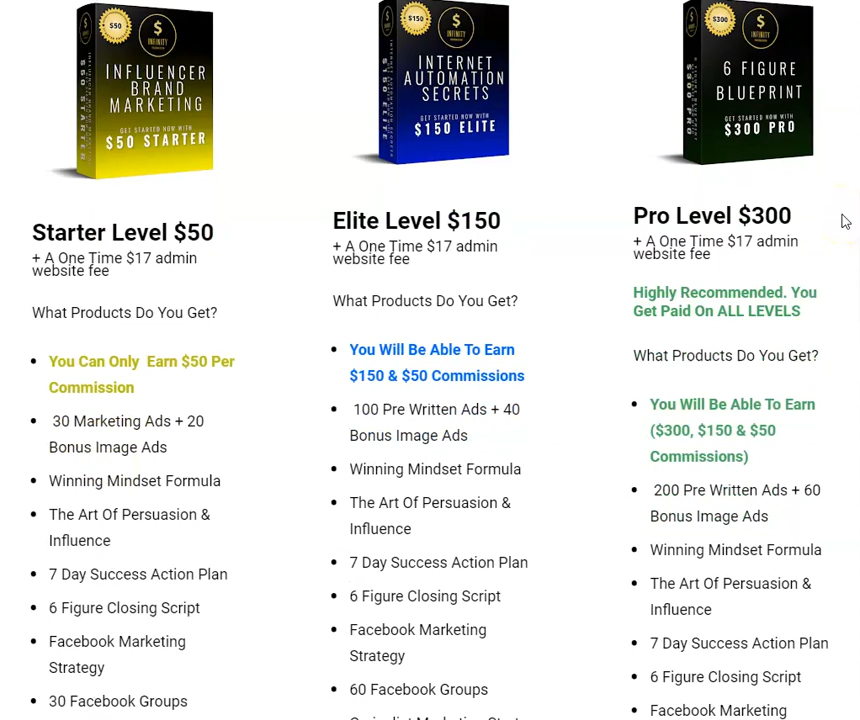 $50
$
INFINITY
INFLUENCER
BRAND
MARKETING
GET STARTED NOW WITH
$50 STARTER
$150
$
INFINITY
INTERNET
AUTOMATION
SECRETS
GET STARTED NOW WITH
$150 ELITE
$300
$
INFINITY
6 FIGURE
BLUEPRINT
GET STARTED NOW WITH
$300 PRO
Starter Level $50
+ A One Time $17 admin
website fee
What Products Do You Get?
You Can Only Earn $50 Per
Commission
30 Marketing Ads + 20
Bonus Image Ads
Winning Mindset Formula
The Art Of Persuasion &
Influence
7 Day Success Action Plan
6 Figure Closing Script
Facebook Marketing
Strategy
30 Facebook Groups
Elite Level $150
+ A One Time $17 admin
website fee
What Products Do You Get?
You Will Be Able To Earn
$150 & $50 Commissions
100 Pre Written Ads + 40
Bonus Image Ads
Winning Mindset Formula
The Art Of Persuasion &
Influence
7 Day Success Action Plan
6 Figure Closing Script
Facebook Marketing
Strategy
60 Facebook Groups
Pro Level $300
+ A One Time $17 admin
website fee
Highly Recommended. You
Get Paid On ALL LEVELS
What Products Do You Get?
You Will Be Able To Earn
($300, $150 & $50
Commissions)
200 Pre Written Ads + 60
Bonus Image Ads
Winning Mindset Formula
The Art Of Persuasion &
Influence
7 Day Success Action Plan
6 Figure Closing Script
Facebook Marketing